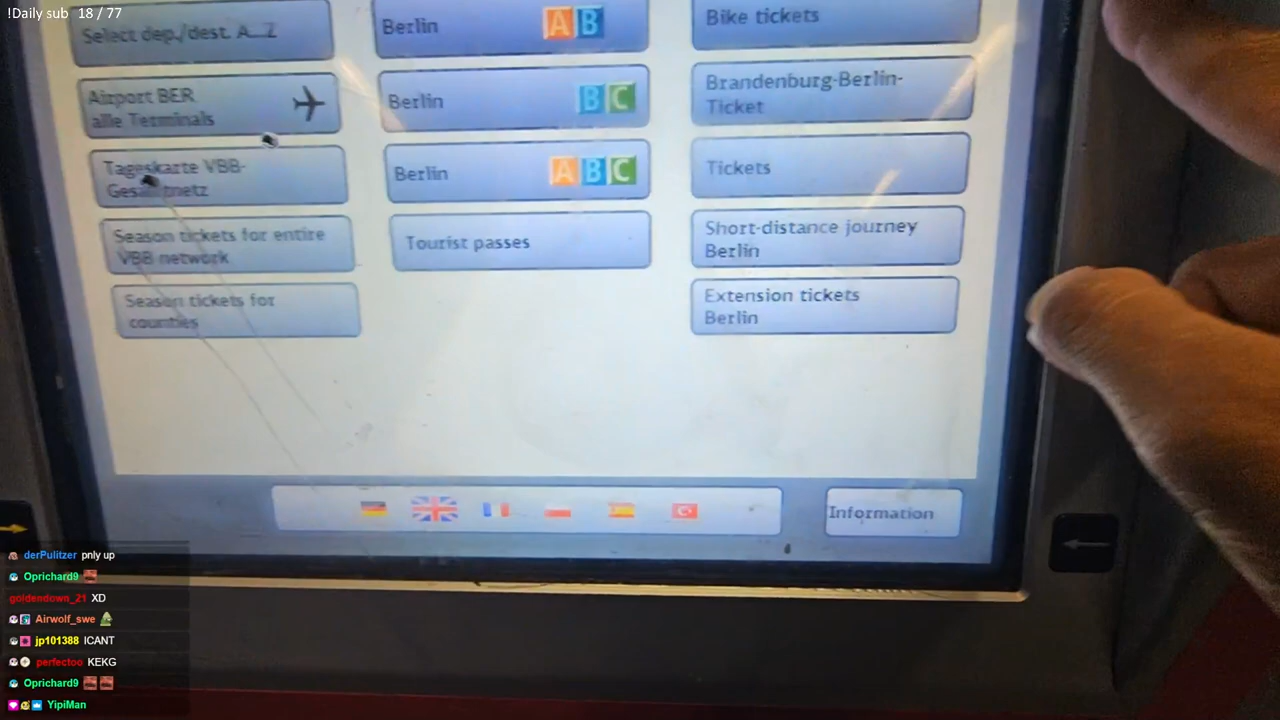 !Daily sub 18 / 77
Select dep./dest. A...Z
Berlin
A B
Bike tickets
Airport BER
alle Terminals
Berlin
B C
Brandenburg-Berlin-
Ticket
Tageskarte VBB-
Gesamtnetz
Berlin
A B C
Tickets
Season tickets for entire
VBB network
Tourist passes
Short-distance journey
Berlin
Season tickets for
counties
Extension tickets
Berlin
Information
derPulitzer pnly up
Oprichard9
goldendown_21 XD
Airwolf_swe
jp101388 ICANT
perfectoo KEKG
Oprichard9
YipiMan